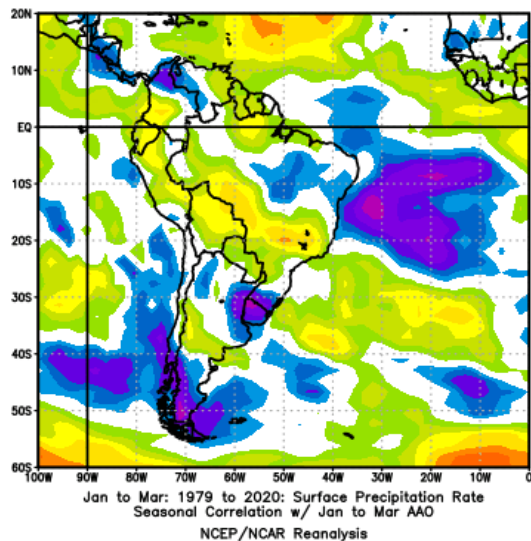 20N
10N
EQ
10S
20S
30S
40S
50S
60S
100W 90W 80W 70W 60W 50W 40W 30W 20W 10W 0
Jan to Mar: 1979 to 2020: Surface Precipitation Rate
Seasonal Correlation w/ Jan to Mar AAO
NCEP/NCAR Reanalysis